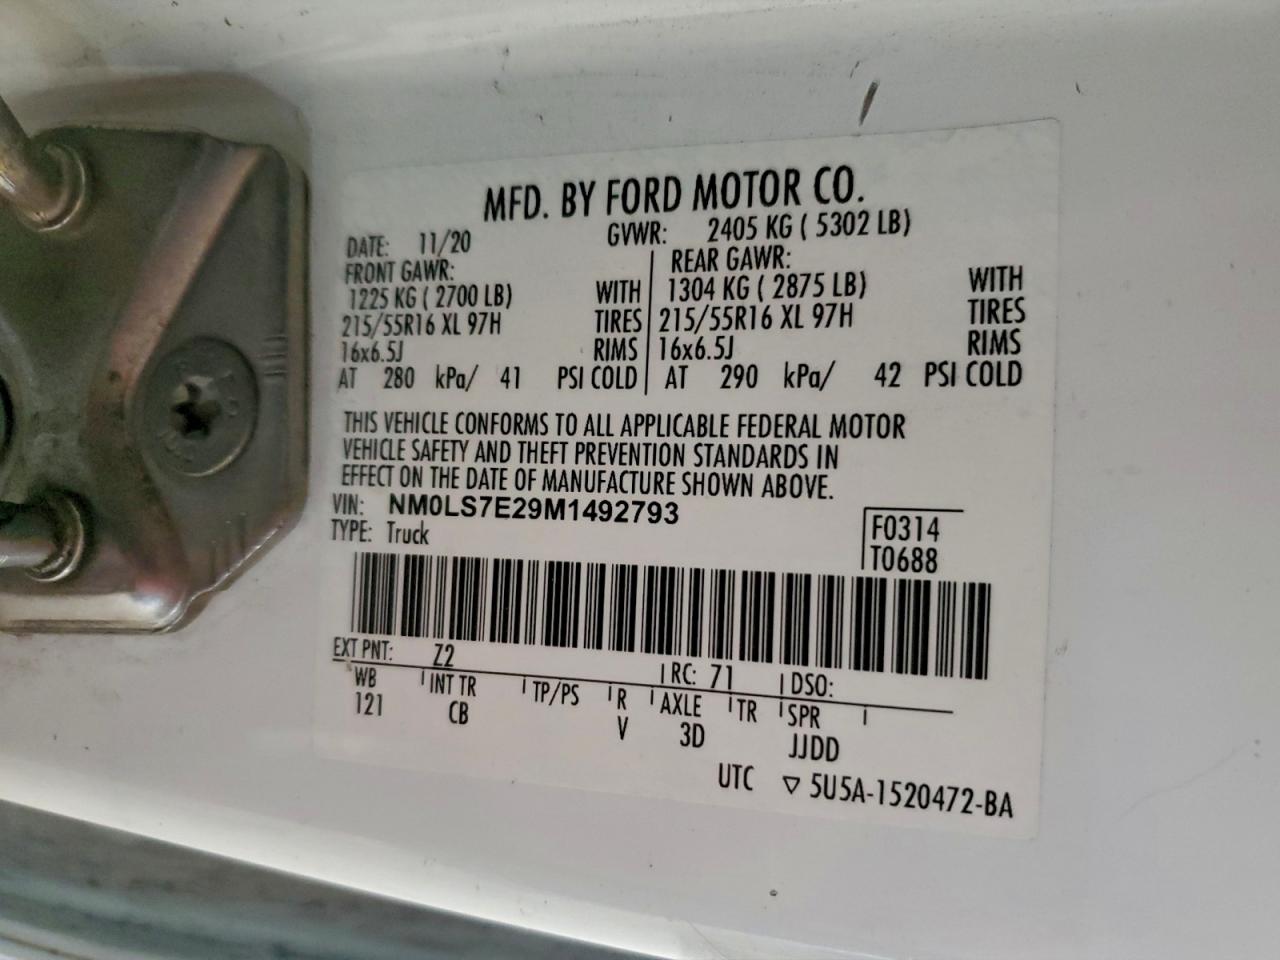 MFD. BY FORD MOTOR CO.
DATE: 11/20 GVWR: 2405 KG ( 5302 LB)
FRONT GAWR: REAR GAWR:
1225 KG ( 2700 LB) WITH 1304 KG ( 2875 LB) WITH
215/55R16 XL 97H TIRES 215/55R16 XL 97H TIRES
16x6.5J RIMS 16x6.5J RIMS
AT 280 kPa/ 41 PSI COLD AT 290 kPa/ 42 PSI COLD
THIS VEHICLE CONFORMS TO ALL APPLICABLE FEDERAL MOTOR
VEHICLE SAFETY AND THEFT PREVENTION STANDARDS IN
EFFECT ON THE DATE OF MANUFACTURE SHOWN ABOVE.
VIN: NM0LS7E29M1492793
TYPE: Truck
F0314
T0688
EXT PNT: Z2 RC: 71 DSO:
WB INT TR TP/PS R AXLE TR SPR
121 CB V 3D JJDD
UTC ▽ 5U5A-1520472-BA